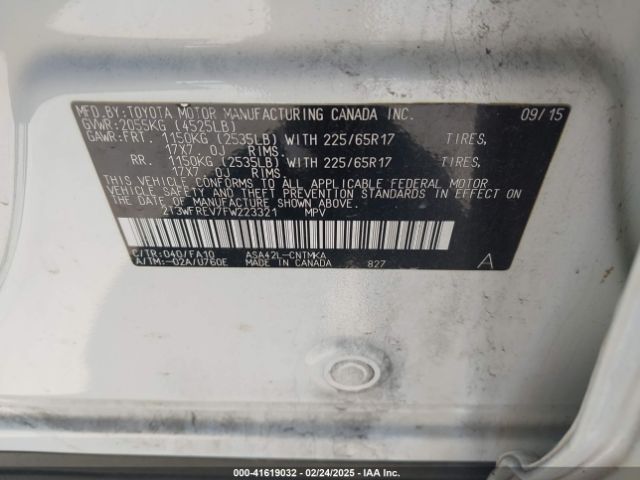 MFD.BY:TOYOTA MOTOR MANUFACTURING CANADA INC. 09/15
GVWR:2055KG (4525LB)
GAWR:FRT. 1150KG (2535LB) WITH 225/65R17 TIRES,
17X7 0J RIMS
RR. 1150KG (2535LB) WITH 225/65R17 TIRES,
17X7 0J RIMS
THIS VEHICLE CONFORMS TO ALL APPLICABLE FEDERAL MOTOR
VEHICLE SAFETY AND THEFT PREVENTION STANDARDS IN EFFECT ON
THE DATE OF MANUFACTURE SHOWN ABOVE.
2T3WFREV7FW223321 MPV
C/TR:040/FA10 ASA42L-CNTMKA
A/TM:-02A/U760E MADE IN CANADA 827 A
000-41619032 - 02/24/2025 - IAA Inc.